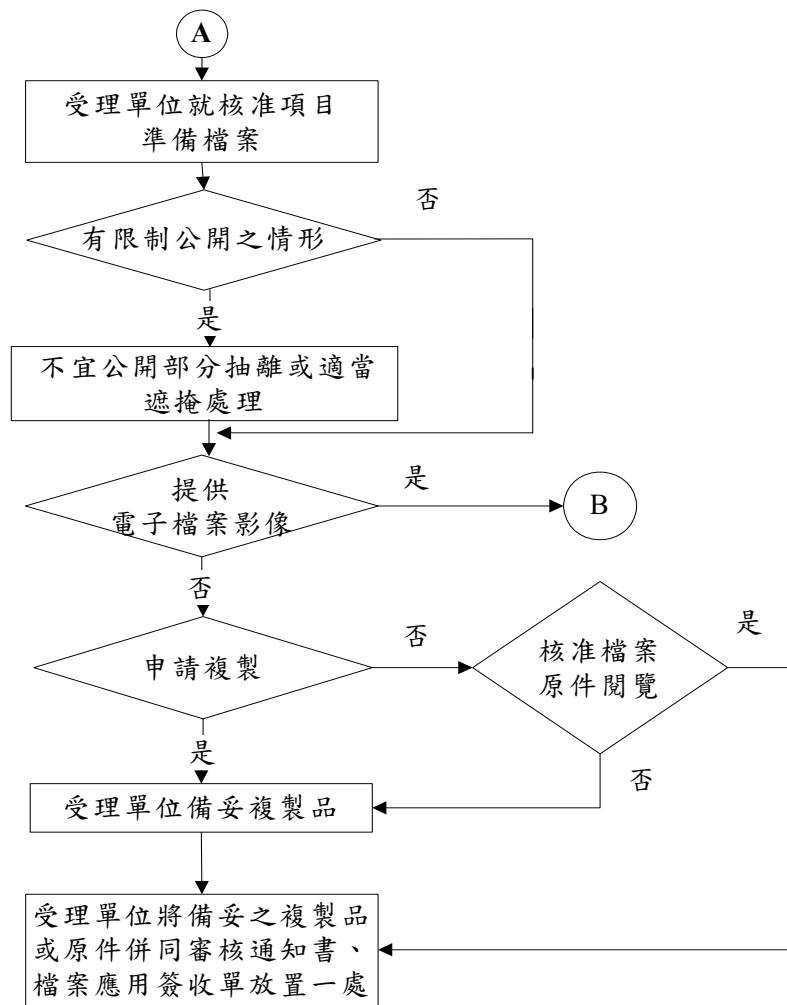 A
受理單位就核准項目
準備檔案
否
有限制公開之情形
是
不宜公開部分抽離或適當
遮掩處理
提供
電子檔案影像
是
B
否
申請複製
否
核准檔案
原件閱覽
是
是
否
受理單位備妥複製品
受理單位將備妥之複製品
或原件併同審核通知書、
檔案應用簽收單放置一處